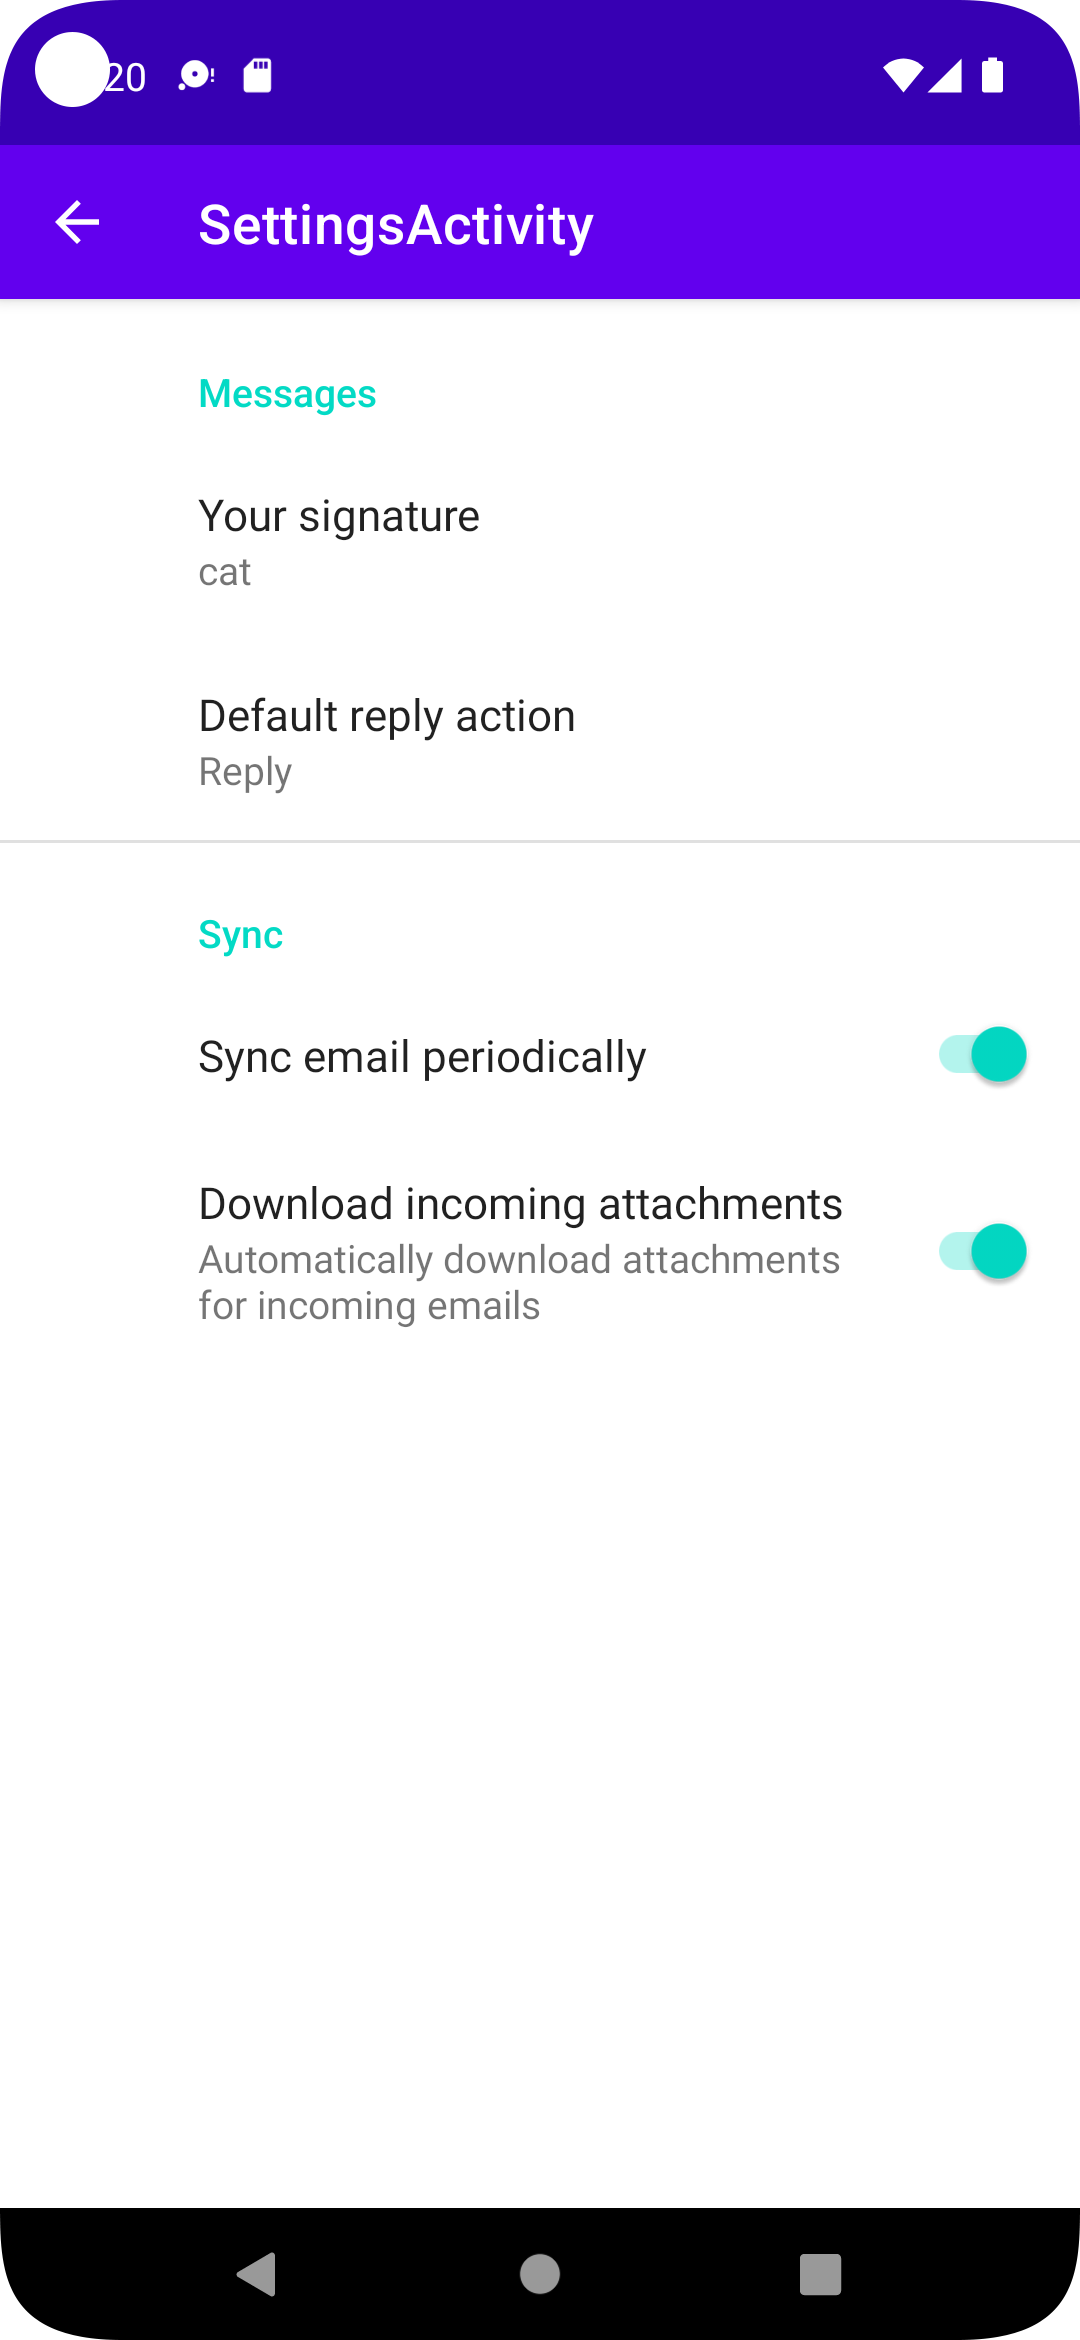 20
SettingsActivity
Messages
Your signature
cat
Default reply action
Reply
Sync
Sync email periodically
Download incoming attachments
Automatically download attachments
for incoming emails